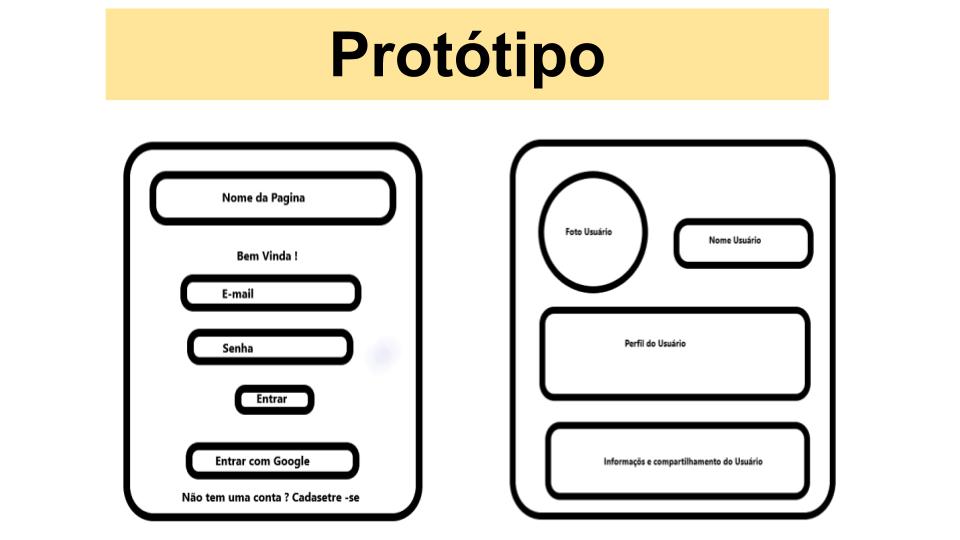 Protótipo
Nome da Pagina
Bem Vinda !
E-mail
Senha
Entrar
Entrar com Google
Não tem uma conta ? Cadasetre -se
Foto Usuário
Nome Usuário
Perfil do Usuário
Informaçõs e compartilhamento do Usuário